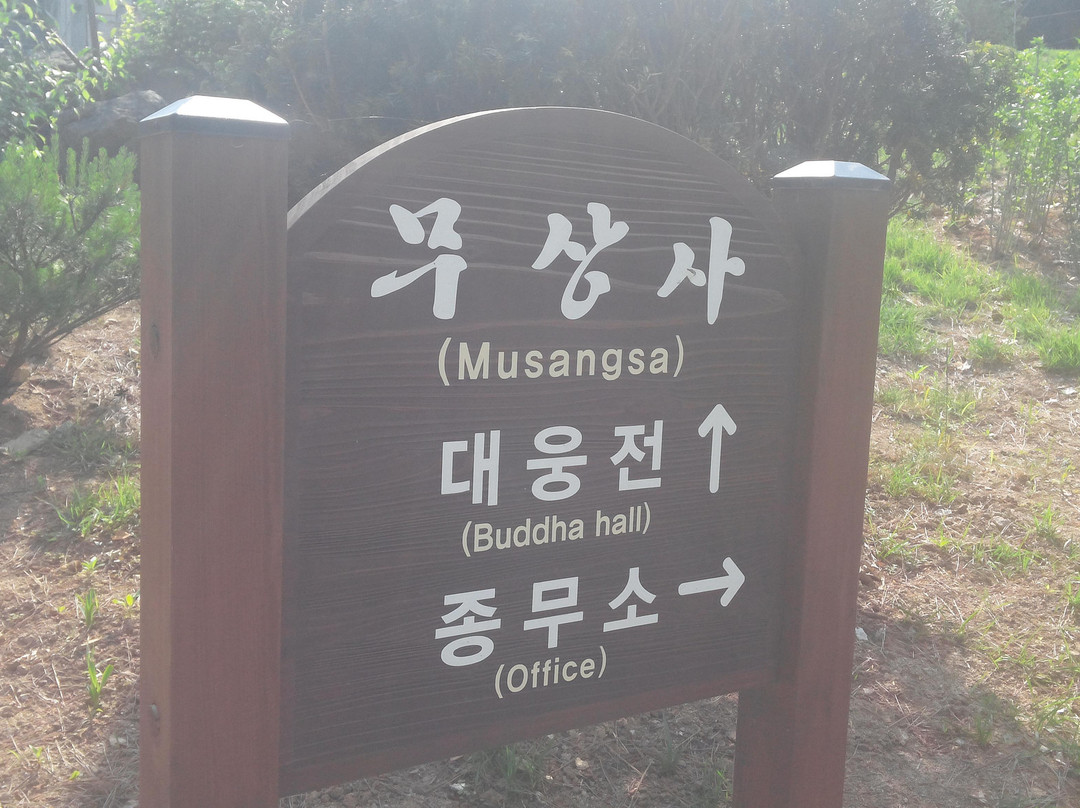 무상사
(Musangsa)
대웅전 ↑
(Buddha hall)
종무소 →
(Office)